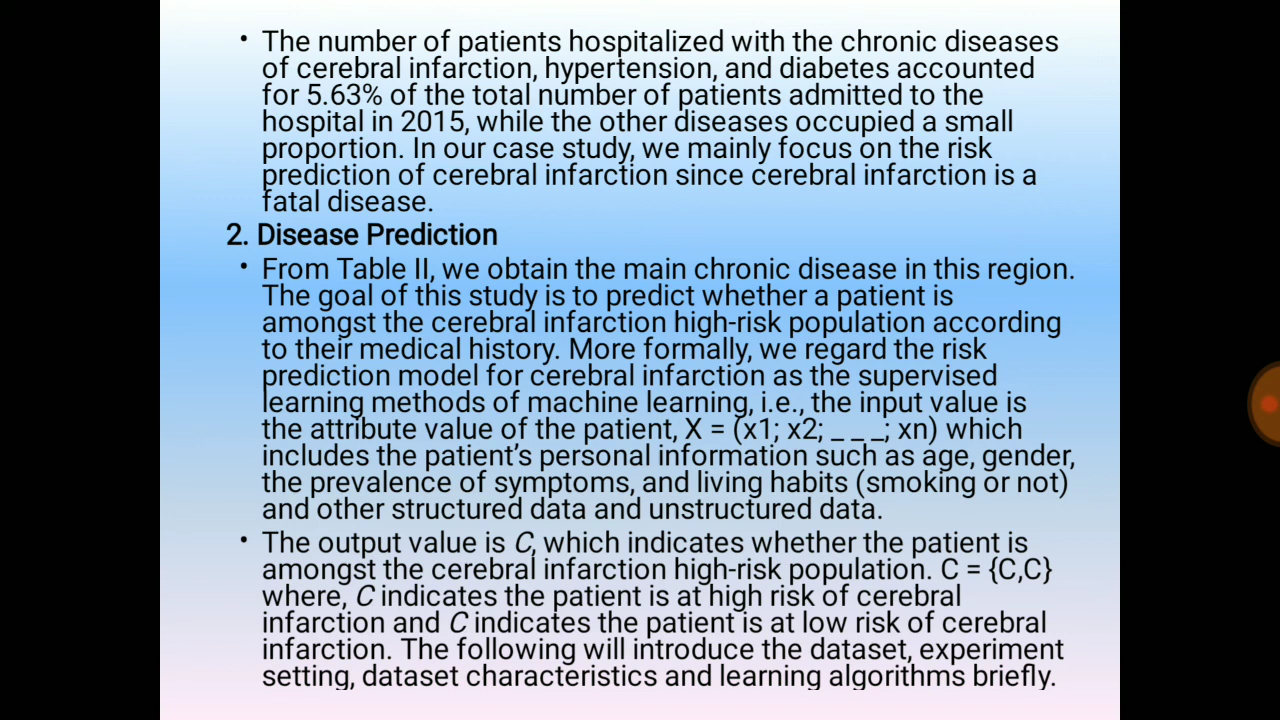 • The number of patients hospitalized with the chronic diseases
of cerebral infarction, hypertension, and diabetes accounted
for 5.63% of the total number of patients admitted to the
hospital in 2015, while the other diseases occupied a small
proportion. In our case study, we mainly focus on the risk
prediction of cerebral infarction since cerebral infarction is a
fatal disease.
2. Disease Prediction
• From Table II, we obtain the main chronic disease in this region.
The goal of this study is to predict whether a patient is
amongst the cerebral infarction high-risk population according
to their medical history. More formally, we regard the risk
prediction model for cerebral infarction as the supervised
learning methods of machine learning, i.e., the input value is
the attribute value of the patient, X = (x1; x2; _ _ _; xn) which
includes the patient’s personal information such as age, gender,
the prevalence of symptoms, and living habits (smoking or not)
and other structured data and unstructured data.
• The output value is C, which indicates whether the patient is
amongst the cerebral infarction high-risk population. C = {C,C}
where, C indicates the patient is at high risk of cerebral
infarction and C indicates the patient is at low risk of cerebral
infarction. The following will introduce the dataset, experiment
setting, dataset characteristics and learning algorithms briefly.